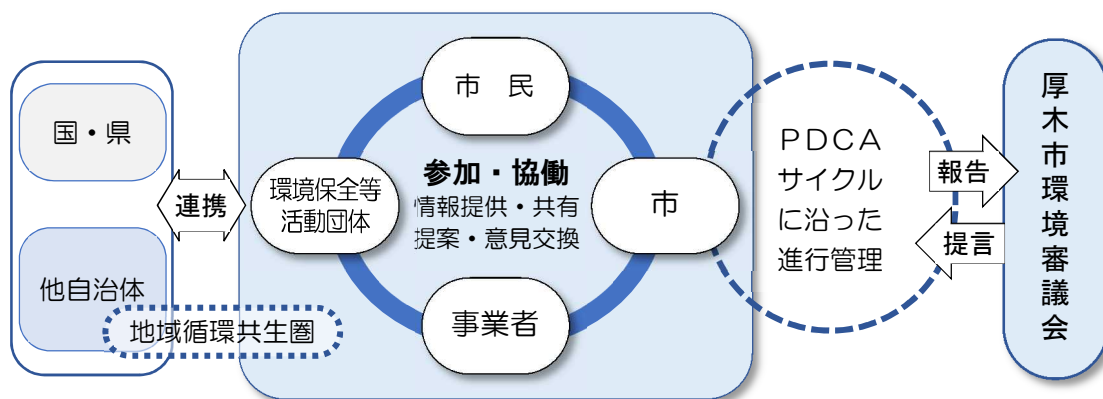 国・県
他自治体
地域循環共生圏
連携
市　民
環境保全等
活動団体
参加・協働
情報提供・共有
提案・意見交換
市
事業者
ＰＤＣＡ
サイクル
に沿った
進行管理
報告
提言
厚木市環境審議会